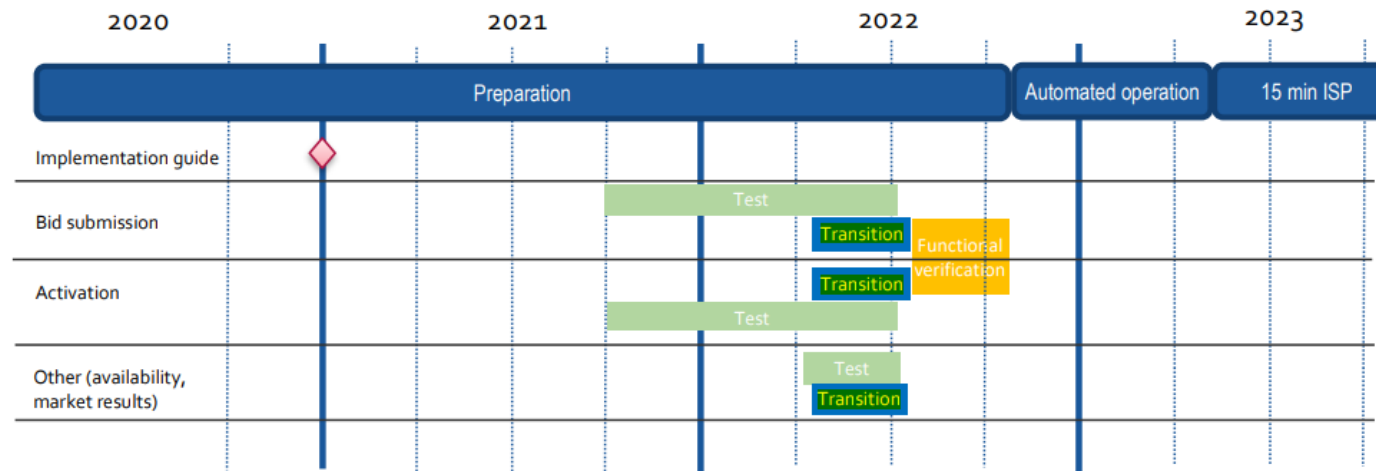 2020
2021
2022
2023
Preparation
Automated operation
15 min ISP
Implementation guide
Bid submission
Test
Transition
Functional
verification
Activation
Transition
Test
Other (availability,
market results)
Test
Transition